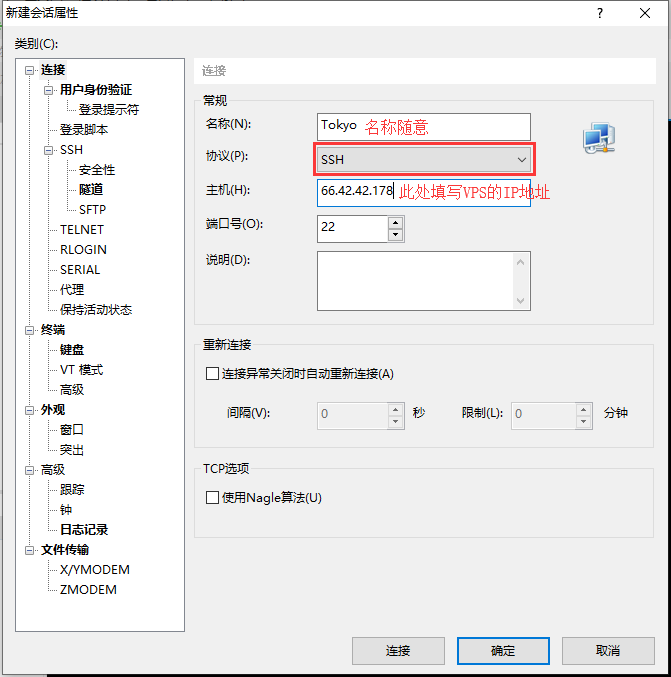 新建会话属性
类别(C):
连接
用户身份验证
登录提示符
登录脚本
SSH
安全性
隧道
SFTP
TELNET
RLOGIN
SERIAL
代理
保持活动状态
终端
键盘
VT 模式
高级
外观
窗口
突出
高级
跟踪
钟
日志记录
文件传输
X/YMODEM
ZMODEM
连接
常规
名称(N): Tokyo 名称随意
协议(P): SSH
主机(H): 66.42.42.178 此处填写VPS的IP地址
端口号(O): 22
说明(D):
重新连接
连接异常关闭时自动重新连接(A)
间隔(V): 0 秒 限制(L): 0 分钟
TCP选项
使用Nagle算法(U)
连接 确定 取消